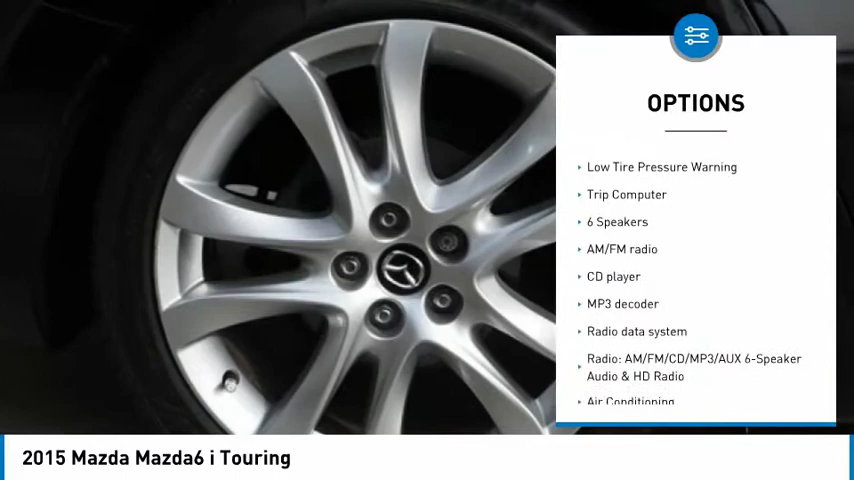 OPTIONS
Low Tire Pressure Warning
Trip Computer
6 Speakers
AM/FM radio
CD player
MP3 decoder
Radio data system
Radio: AM/FM/CD/MP3/AUX 6-Speaker
Audio & HD Radio
Air Conditioning
2015 Mazda Mazda6 i Touring